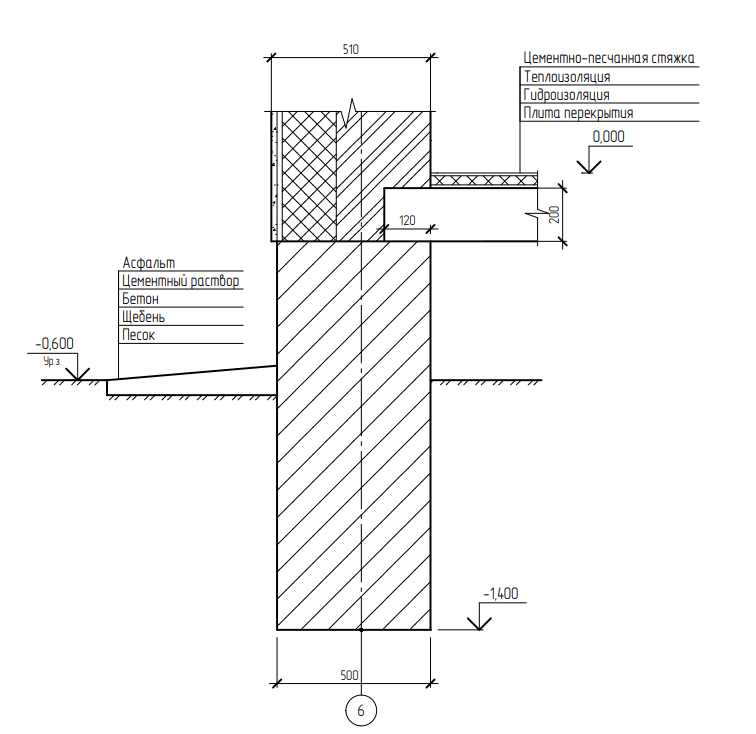 510
Цементно-песчанная стяжка
Теплоизоляция
Гидроизоляция
Плита перекрытия
0,000
120
200
Асфальт
Цементный раствор
Бетон
Щебень
Песок
-0,600
Ур.з.
-1,400
500
6